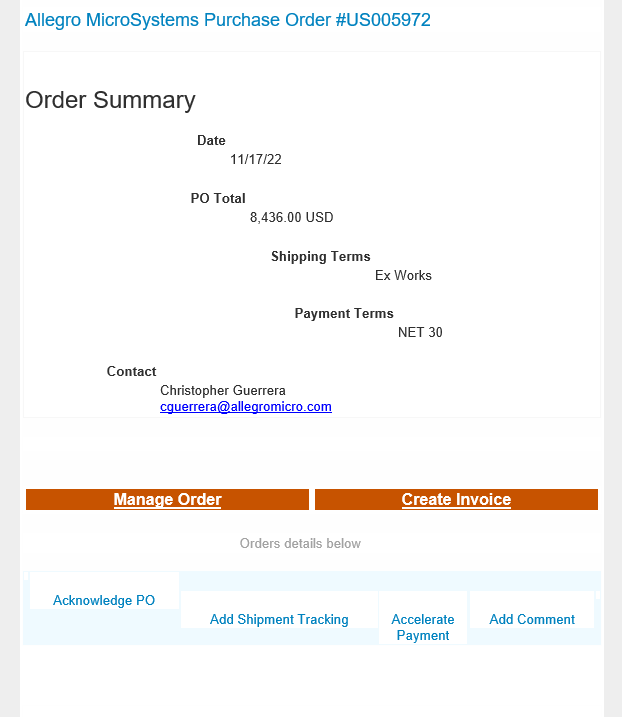 Allegro MicroSystems Purchase Order #US005972
Order Summary
Date
11/17/22
PO Total
8,436.00 USD
Shipping Terms
Ex Works
Payment Terms
NET 30
Contact
Christopher Guerrera
cguerrera@allegromicro.com
Manage Order
Create Invoice
Orders details below
Acknowledge PO
Add Shipment Tracking
Accelerate
Payment
Add Comment